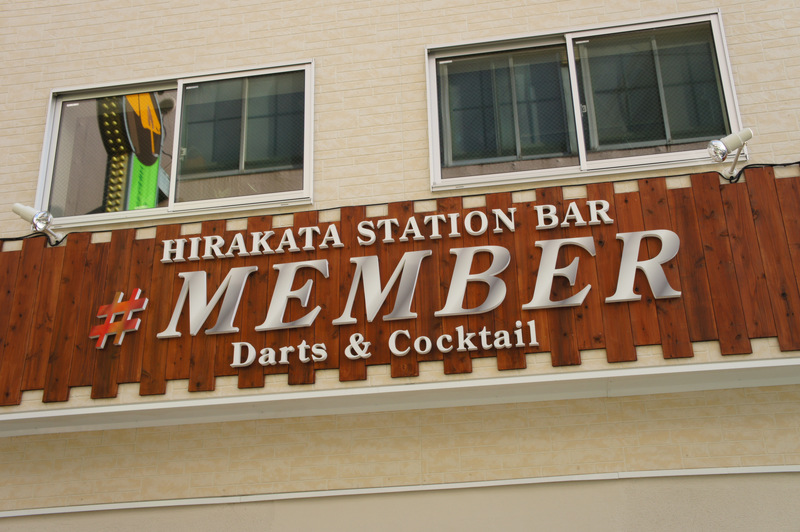 HIRAKATA STATION BAR
#MEMBER
Darts & Cocktail